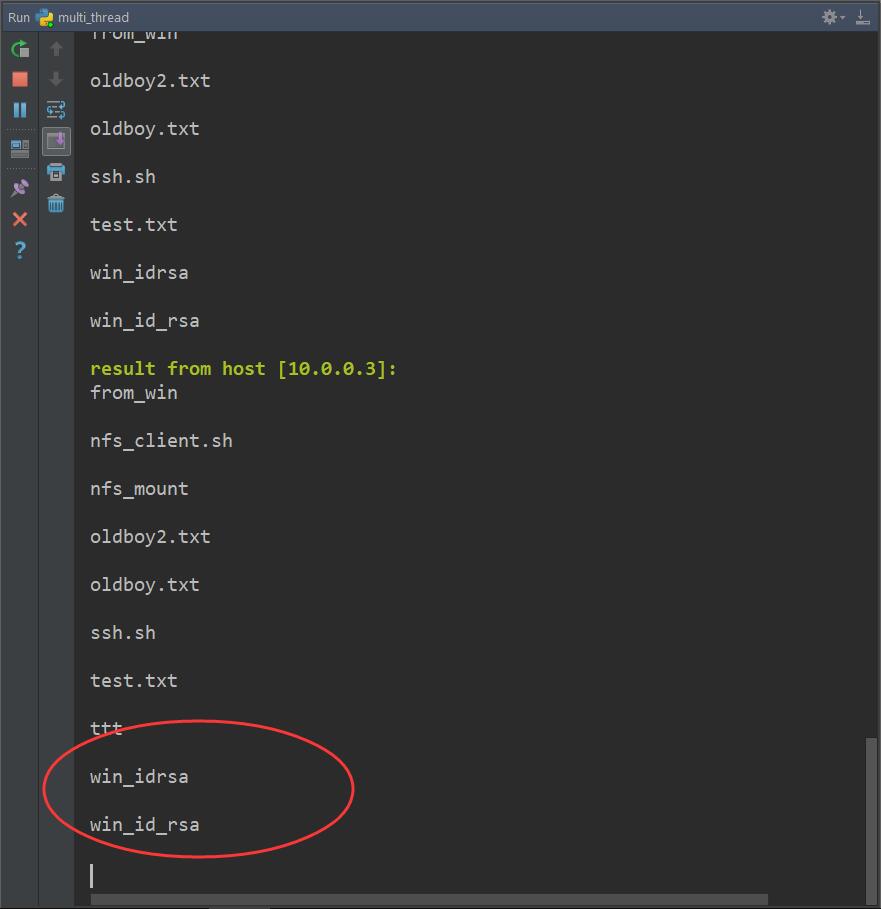 Run multi_thread
from_win
oldboy2.txt
oldboy.txt
ssh.sh
test.txt
win_idrsa
win_id_rsa
result from host [10.0.0.3]:
from_win
nfs_client.sh
nfs_mount
oldboy2.txt
oldboy.txt
ssh.sh
test.txt
ttt
win_idrsa
win_id_rsa